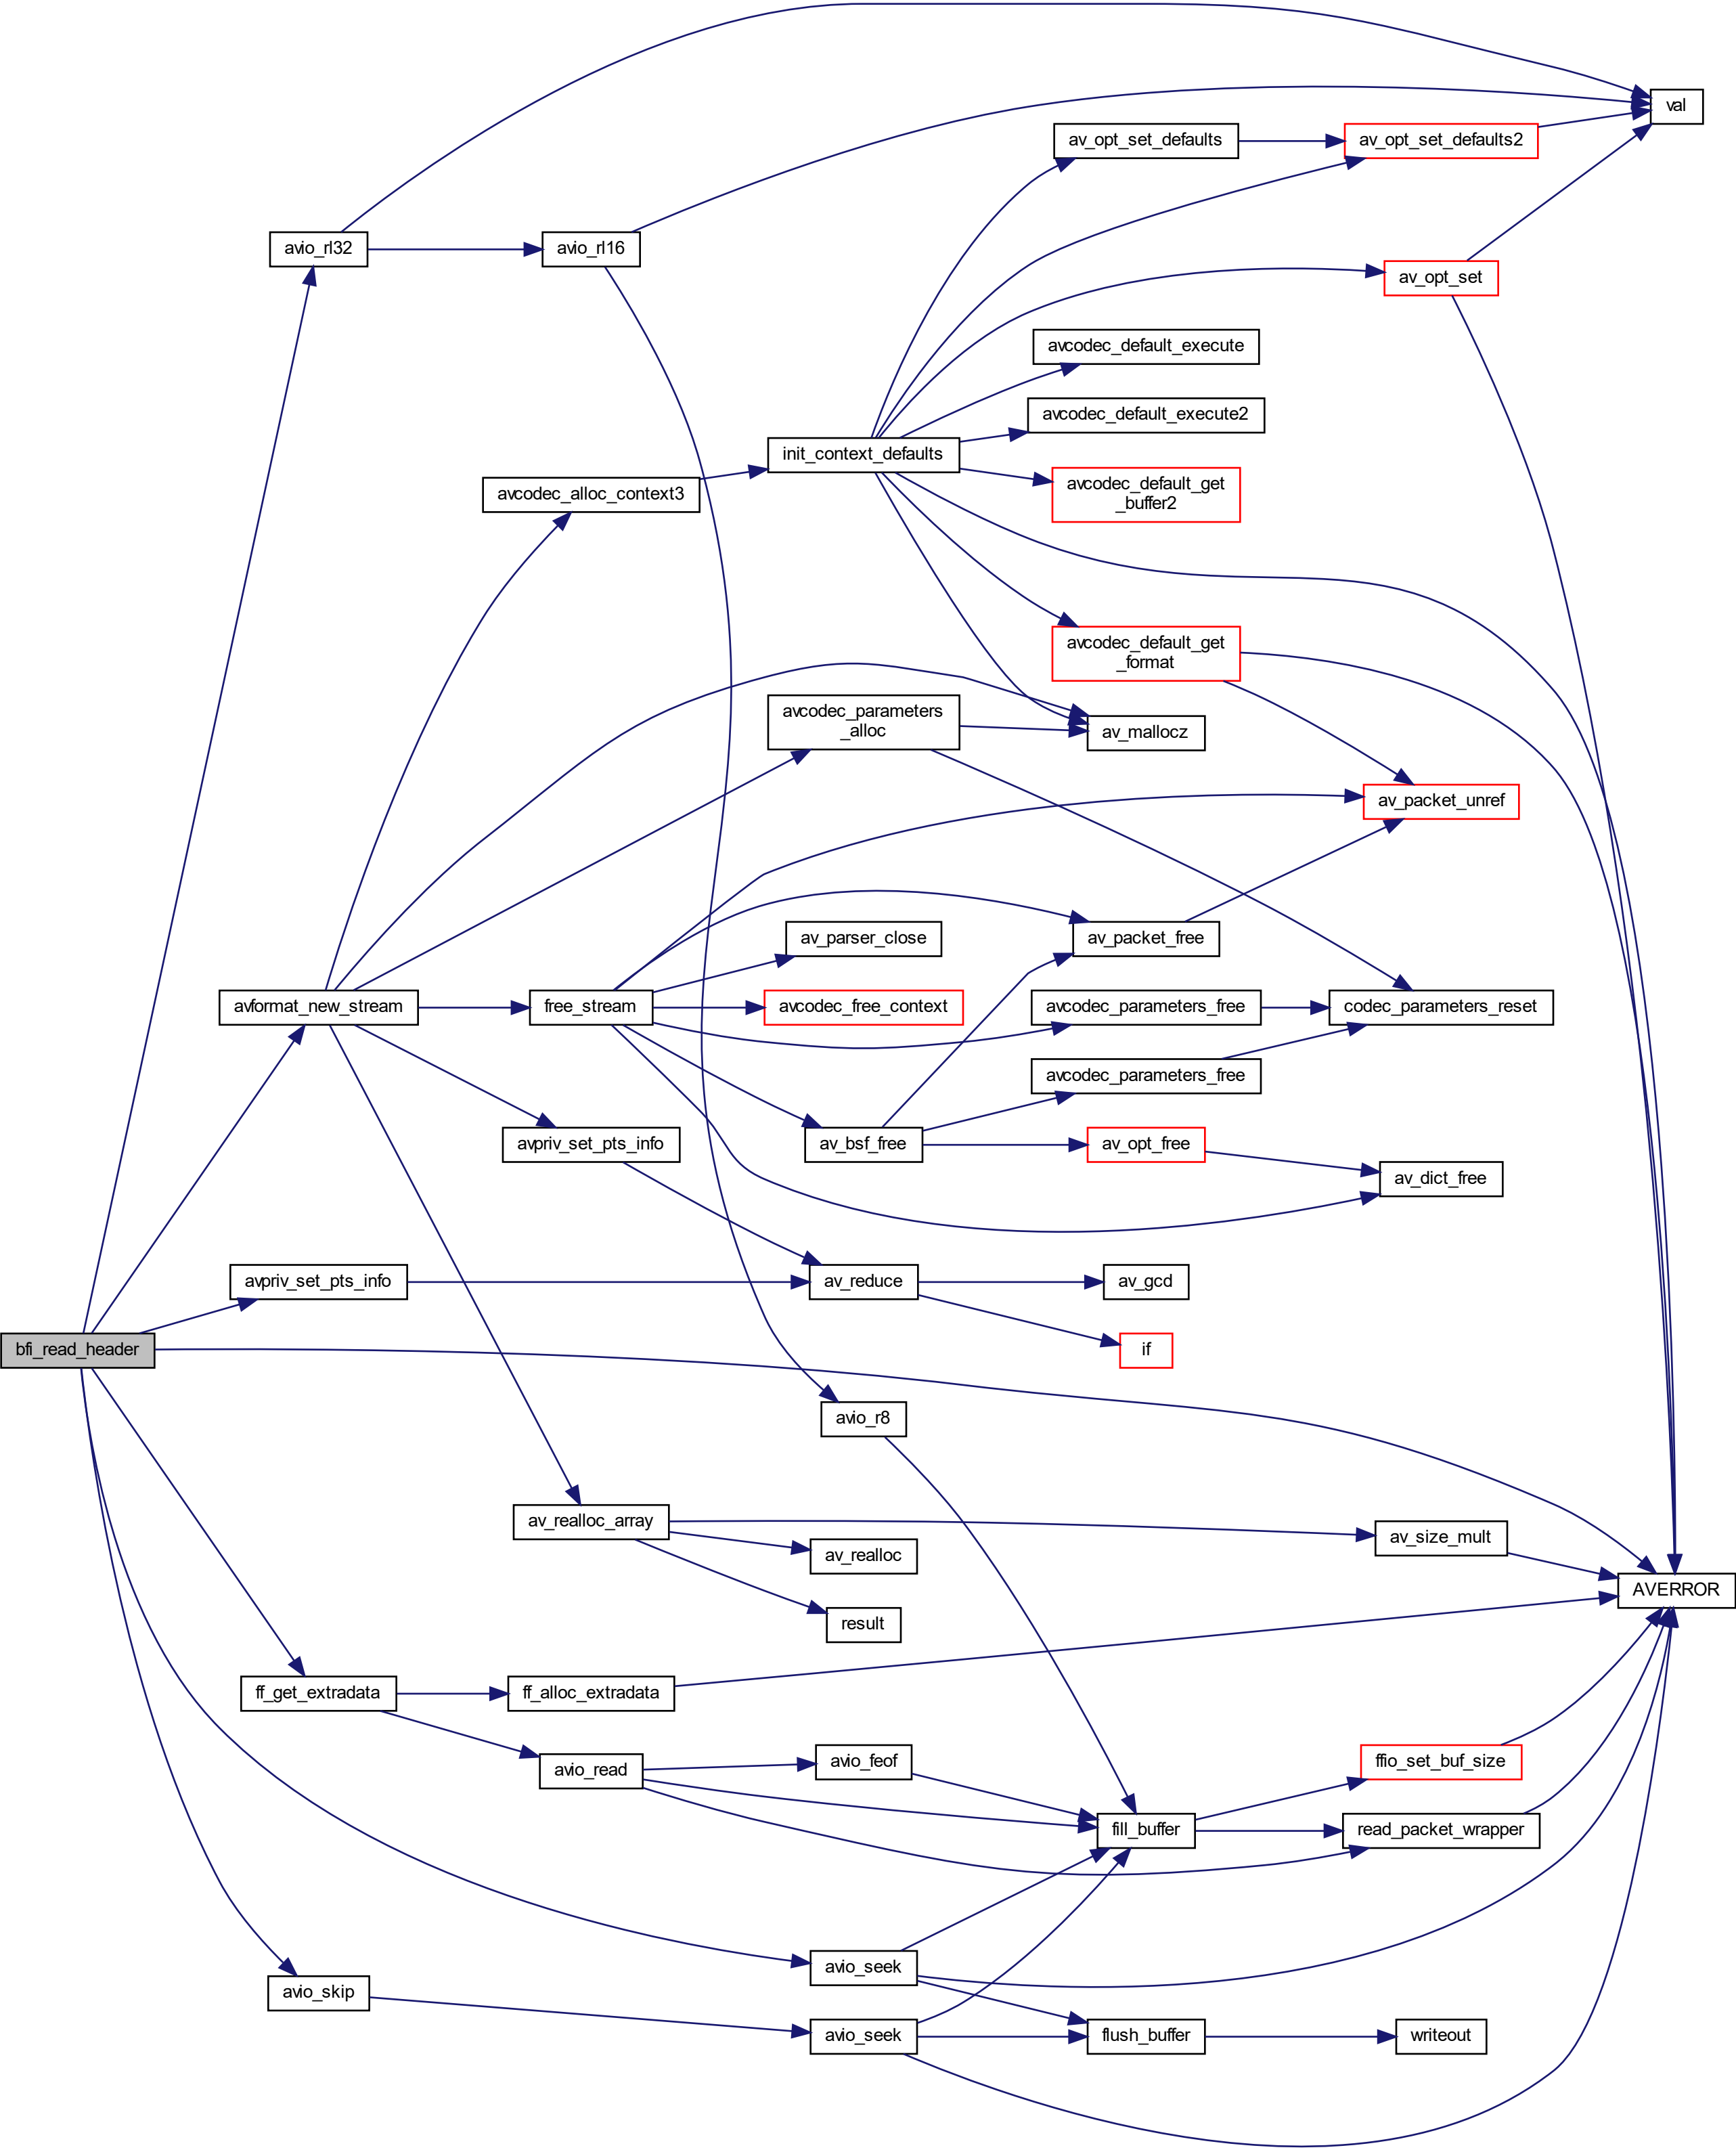 val
av_opt_set_defaults
av_opt_set_defaults2
avio_rl32
avio_rl16
av_opt_set
avcodec_default_execute
avcodec_default_execute2
init_context_defaults
avcodec_default_get
_buffer2
avcodec_alloc_context3
avcodec_default_get
_format
avcodec_parameters
_alloc
av_mallocz
av_packet_unref
av_parser_close
av_packet_free
avformat_new_stream
free_stream
avcodec_free_context
avcodec_parameters_free
codec_parameters_reset
avcodec_parameters_free
avpriv_set_pts_info
av_bsf_free
av_opt_free
av_dict_free
avpriv_set_pts_info
av_reduce
av_gcd
bfi_read_header
if
avio_r8
av_realloc_array
av_size_mult
av_realloc
AVERROR
result
ff_get_extradata
ff_alloc_extradata
avio_read
avio_feof
ffio_set_buf_size
fill_buffer
read_packet_wrapper
avio_seek
avio_skip
avio_seek
flush_buffer
writeout